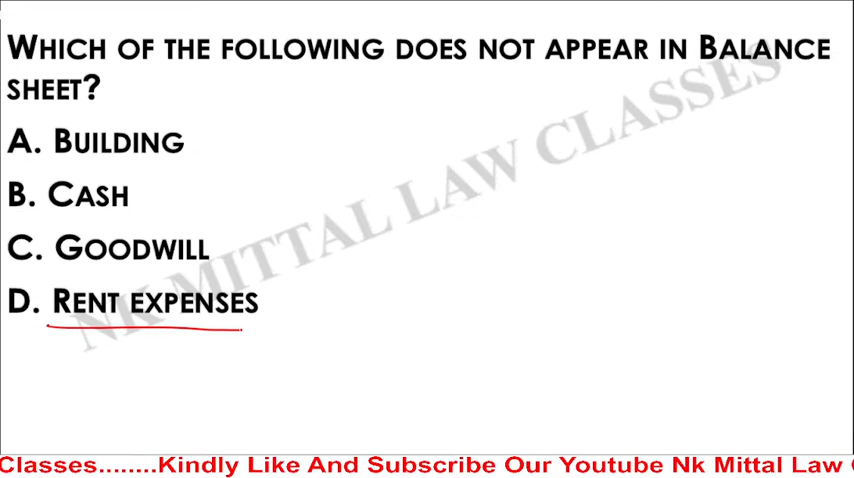 WHICH OF THE FOLLOWING DOES NOT APPEAR IN BALANCE
SHEET?
A. BUILDING
B. CASH
C. GOODWILL
D. RENT EXPENSES
NK MITTAL LAW CLASSES
Classes........Kindly Like And Subscribe Our Youtube Nk Mittal Law